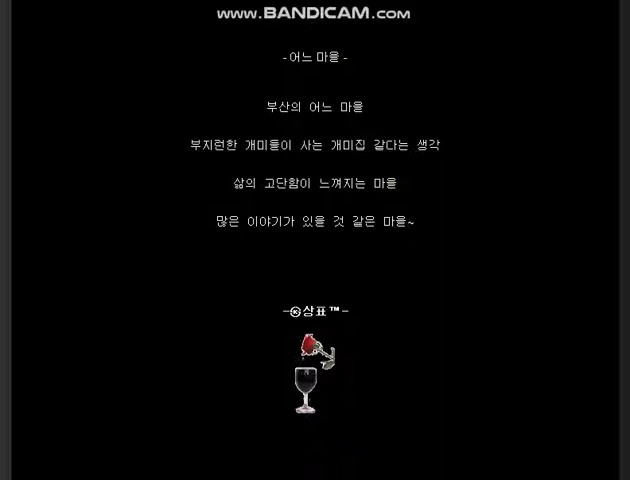 www.BANDICAM.com
-어느 마을-
부산의 어느 마을
부지런한 개미들이 사는 개미집 같다는 생각
삶의 고단함이 느껴지는 마을
많은 이야기가 있을 것 같은 마을~
-㉿상표™-